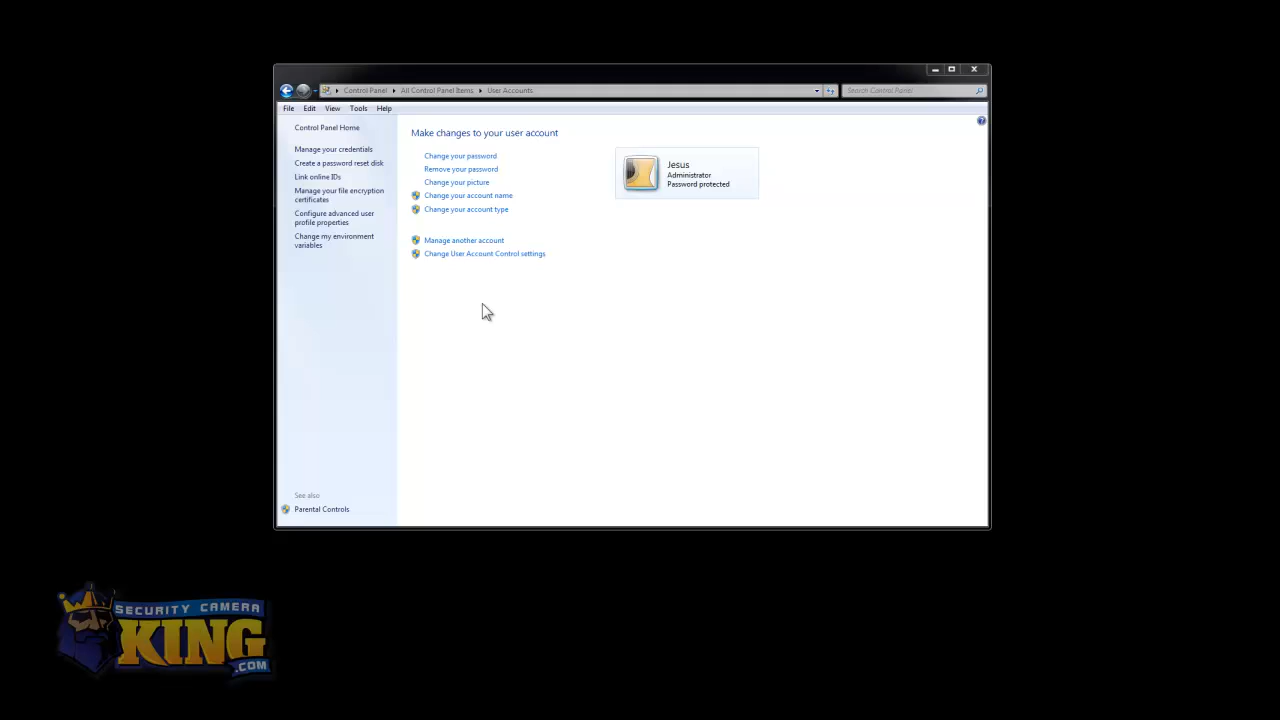 Control Panel
All Control Panel Items
User Accounts
Search Control Panel
File
Edit
View
Tools
Help
Control Panel Home
Manage your credentials
Create a password reset disk
Link online IDs
Manage your file encryption
certificates
Configure advanced user
profile properties
Change my environment
variables
See also
Parental Controls
Make changes to your user account
Change your password
Remove your password
Change your picture
Change your account name
Change your account type
Manage another account
Change User Account Control settings
Jesus
Administrator
Password protected
SECURITY CAMERA
KING
.COM